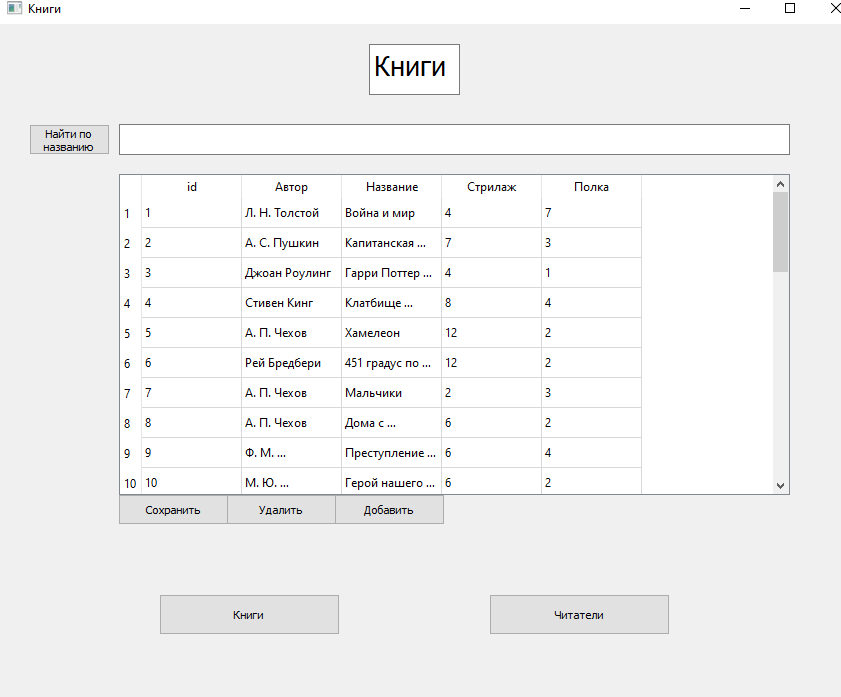 Книги
Книги
Найти по
названию
id Автор Название Стрилаж Полка
1 1 Л. Н. Толстой Война и мир 4 7
2 2 А. С. Пушкин Капитанская ... 7 3
3 3 Джоан Роулинг Гарри Поттер ... 4 1
4 4 Стивен Кинг Клатбище ... 8 4
5 5 А. П. Чехов Хамелеон 12 2
6 6 Рей Бредбери 451 градус по ... 12 2
7 7 А. П. Чехов Мальчики 2 3
8 8 А. П. Чехов Дома с ... 6 2
9 9 Ф. М. ... Преступление ... 6 4
10 10 М. Ю. ... Герой нашего ... 6 2
Сохранить Удалить Добавить
Книги Читатели